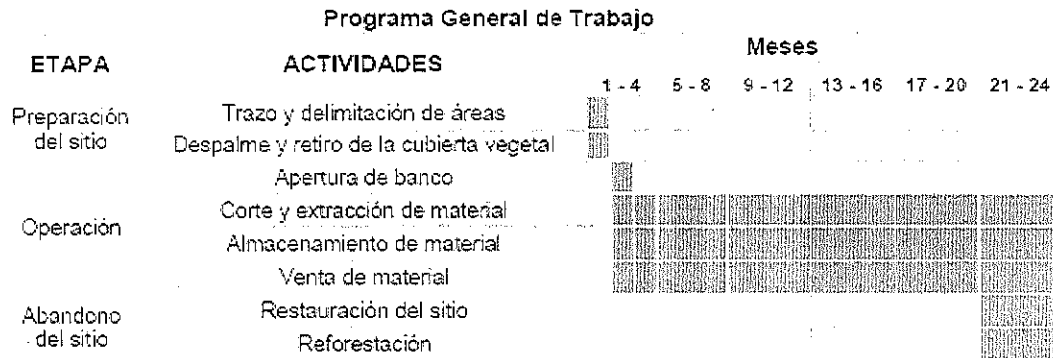 Programa General de Trabajo
Meses
ETAPA ACTIVIDADES
1 - 4 5 - 8 9 - 12 13 - 16 17 - 20 21 - 24
Preparación del sitio
Trazo y delimitación de áreas
Despalme y retiro de la cubierta vegetal
Operación
Apertura de banco
Corte y extracción de material
Almacenamiento de material
Venta de material
Abandono del sitio
Restauración del sitio
Reforestación